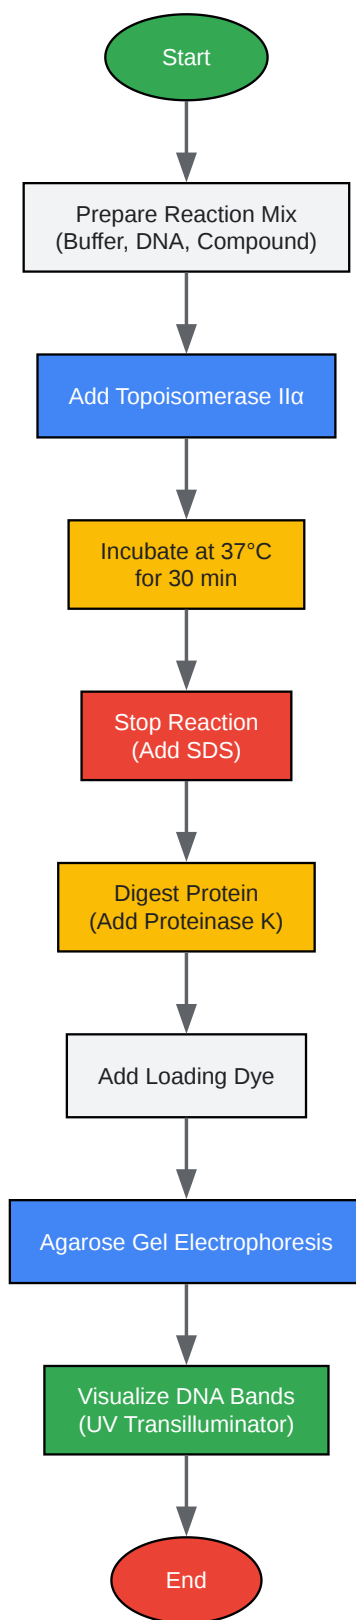 Start
Prepare Reaction Mix
(Buffer, DNA, Compound)
Add Topoisomerase IIα
Incubate at 37°C
for 30 min
Stop Reaction
(Add SDS)
Digest Protein
(Add Proteinase K)
Add Loading Dye
Agarose Gel Electrophoresis
Visualize DNA Bands
(UV Transilluminator)
End